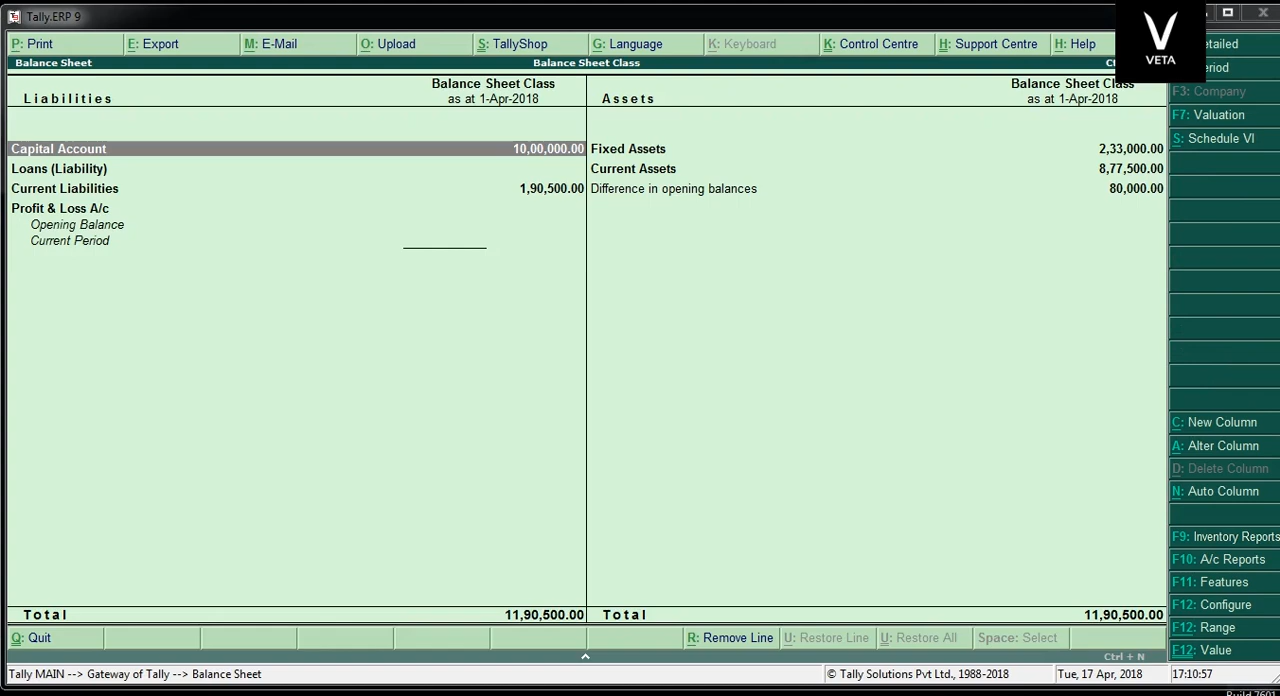 Tally.ERP 9
P: Print E: Export M: E-Mail O: Upload S: TallyShop G: Language K: Keyboard K: Control Centre H: Support Centre H: Help
VETA
Balance Sheet Balance Sheet Class
Balance Sheet Class Balance Sheet Class
Liabilities as at 1-Apr-2018 Assets as at 1-Apr-2018
Capital Account 10,00,000.00 Fixed Assets 2,33,000.00
Loans (Liability) Current Assets 8,77,500.00
Current Liabilities 1,90,500.00 Difference in opening balances 80,000.00
Profit & Loss A/c
Opening Balance
Current Period
Total 11,90,500.00 Total 11,90,500.00
F3: Company
F7: Valuation
S: Schedule VI
C: New Column
A: Alter Column
D: Delete Column
N: Auto Column
F9: Inventory Reports
F10: A/c Reports
F11: Features
F12: Configure
F12: Range
F12: Value
Q: Quit R: Remove Line U: Restore Line U: Restore All Space: Select
Ctrl + N
Tally MAIN --> Gateway of Tally --> Balance Sheet © Tally Solutions Pvt Ltd., 1988-2018 Tue, 17 Apr, 2018 17:10:57